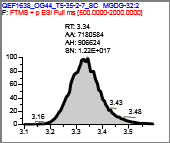 QEF1538_OG44_T5-35-2-7_SC MGDG-32:2
F: FTMS + p ESI Full ms [500.0000-2000.0000]
RT: 3.34
AA: 7180584
AH: 906524
SN: 1.22E+017
100
80
60
40
20
0
3.16
3.43
3.48
3.1 3.2 3.3 3.4 3.5